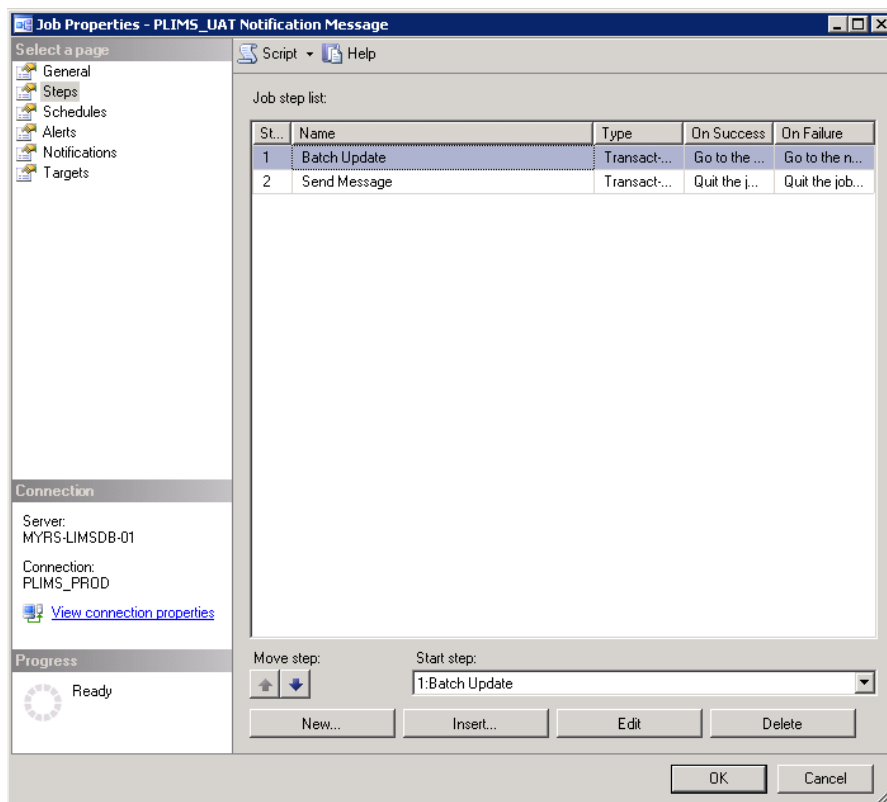 Job Properties - PLIMS_UAT Notification Message
Select a page
General
Steps
Schedules
Alerts
Notifications
Targets
Script Help
Job step list:
St... Name Type On Success On Failure
1 Batch Update Transact-... Go to the ... Go to the n...
2 Send Message Transact-... Quit the j... Quit the job...
Connection
Server:
MYRS-LIMSDB-01
Connection:
PLIMS_PROD
View connection properties
Progress
Ready
Move step: Start step:
1:Batch Update
New... Insert... Edit Delete
OK Cancel